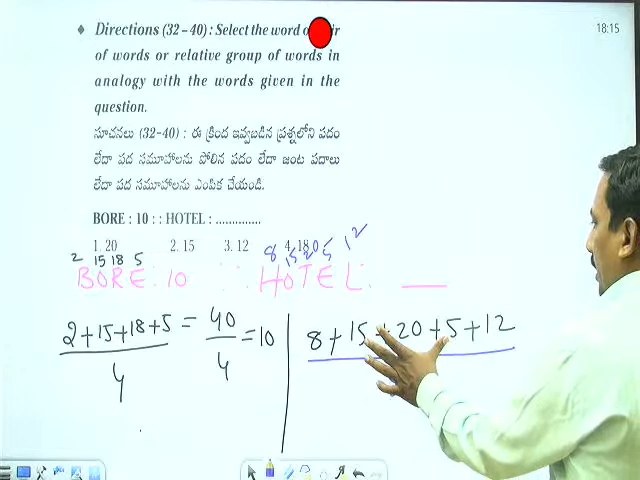 Directions (32-40) : Select the word o ir
of words or relative group of words in
analogy with the words given in the
question.
సూచనలు (32-40) : ఈ క్రింద ఇవ్వబడిన ప్రశ్నలోని పదం
లేదా పద సమూహాలను పోలిన పదం లేదా జంట పదాలు
లేదా పద సమూహాలను ఎంపిక చేయండి.
BORE : 10 : : HOTEL : ..............
1. 20 2. 15 3. 12 4. 18
2 15 18 5 8 15 20 5 12
BORE : 10 :: HOTEL : ___
2+15+18+5 = 40 = 10 8+15+20+5+12
4 4
18:15